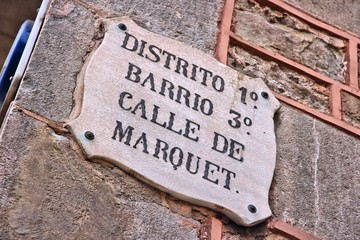 DISTRITO 1º
BARRIO 3º
CALLE DE
MARQUET.